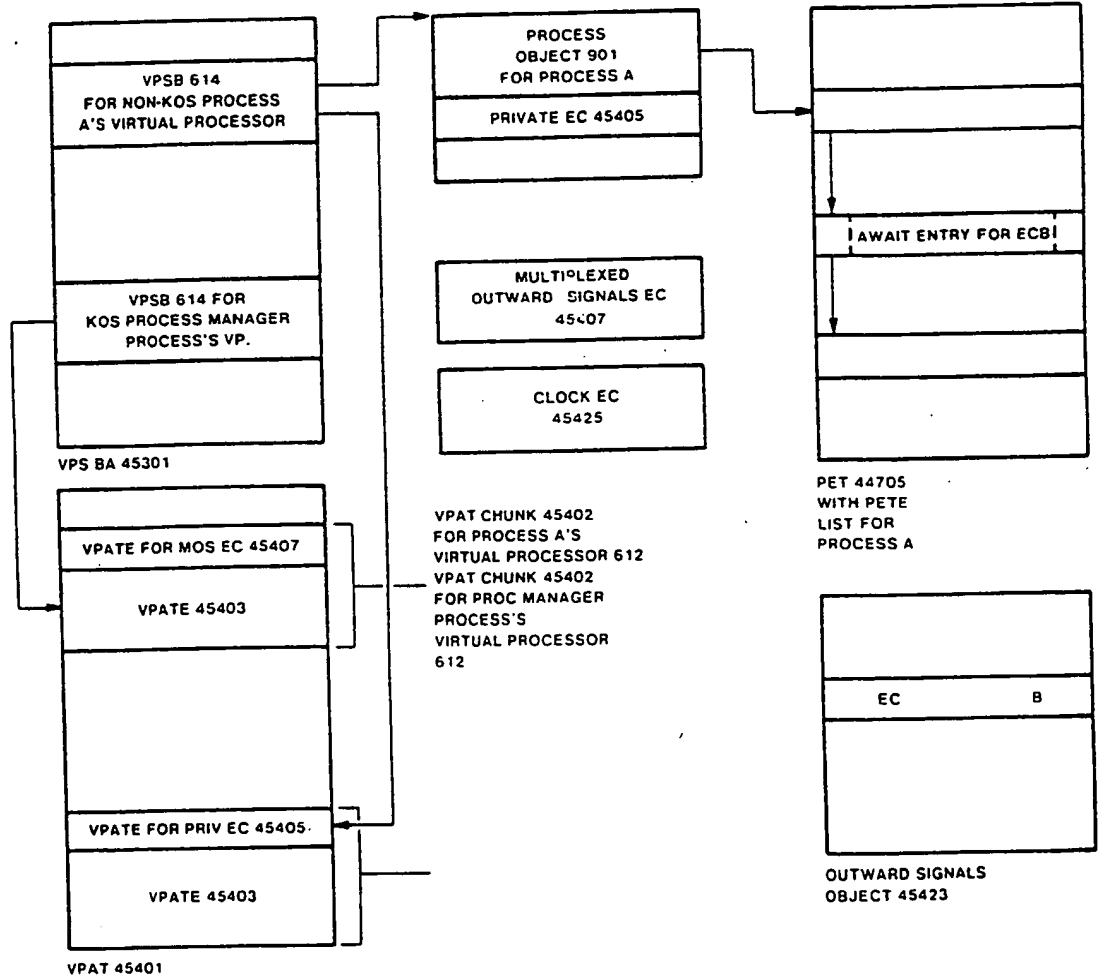 VPSB 614
FOR NON-KOS PROCESS
A'S VIRTUAL PROCESSOR
VPSB 614 FOR
KOS PROCESS MANAGER
PROCESS'S VP.
VPS BA 45301
PROCESS
OBJECT 901
FOR PROCESS A
PRIVATE EC 45405
MULTIPLEXED
OUTWARD SIGNALS EC
45407
CLOCK EC
45425
AWAIT ENTRY FOR ECB
PET 44705
WITH PETE
LIST FOR
PROCESS A
VPATE FOR MOS EC 45407
VPATE 45403
VPATE FOR PRIV EC 45405
VPATE 45403
VPAT 45401
VPAT CHUNK 45402
FOR PROCESS A'S
VIRTUAL PROCESSOR 612
VPAT CHUNK 45402
FOR PROC MANAGER
PROCESS'S
VIRTUAL PROCESSOR
612
EC B
OUTWARD SIGNALS
OBJECT 45423